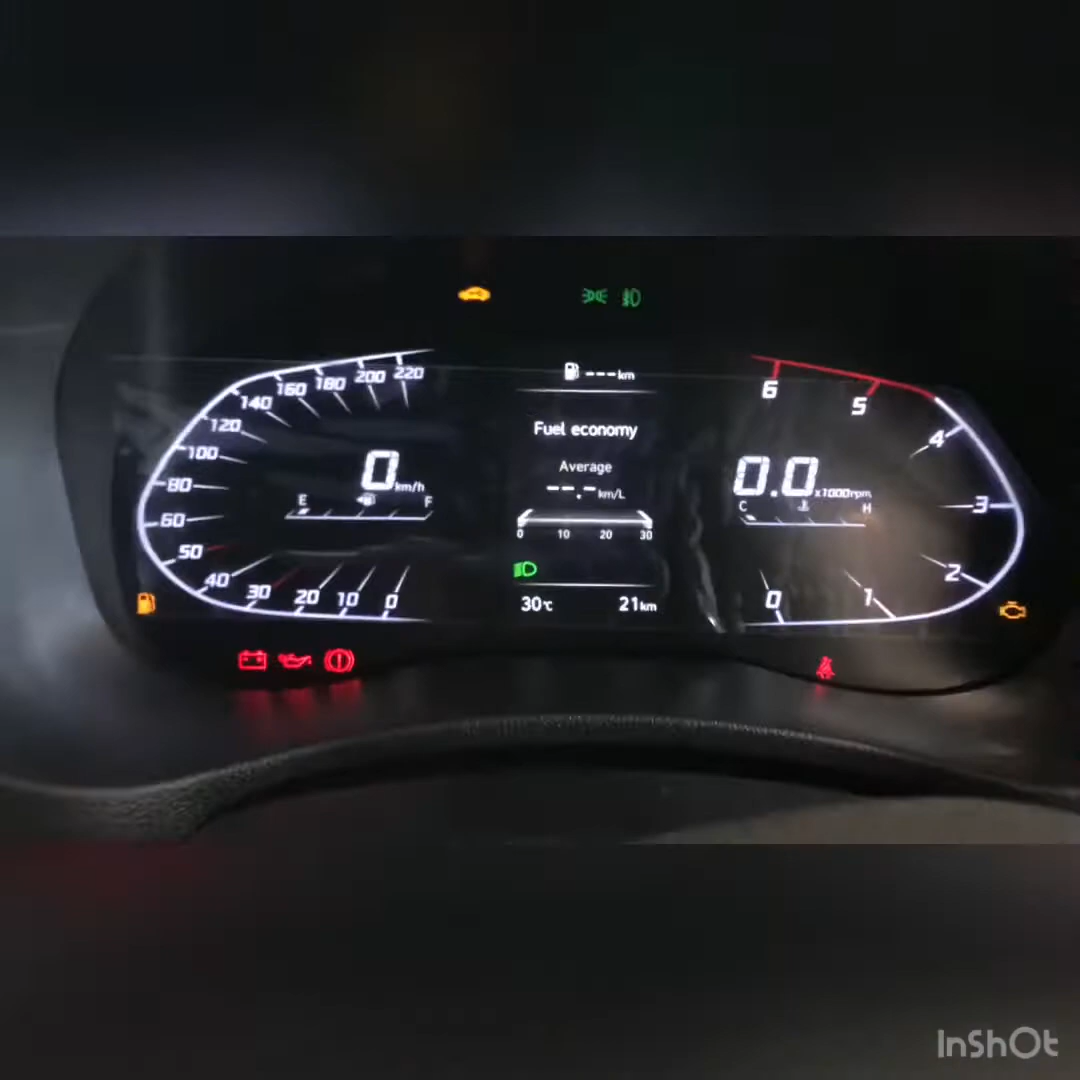 ---km
220
200
180
160
140
120
100
80
60
50
40
30
20
10
0
0 km/h
E F
Fuel economy
Average
--.- km/L
0 10 20 30
30℃ 21km
6
5
4
3
2
1
0
0.0 x1000rpm
C H
InShOt